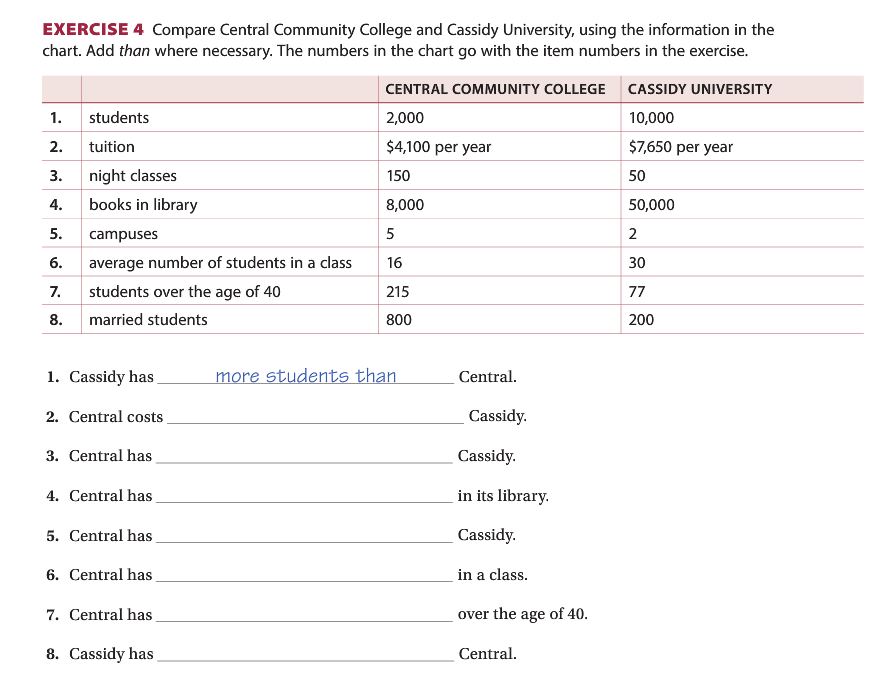 EXERCISE 4 Compare Central Community College and Cassidy University, using the information in the
chart. Add than where necessary. The numbers in the chart go with the item numbers in the exercise.
CENTRAL COMMUNITY COLLEGE CASSIDY UNIVERSITY
1. students 2,000 10,000
2. tuition $4,100 per year $7,650 per year
3. night classes 150 50
4. books in library 8,000 50,000
5. campuses 5 2
6. average number of students in a class 16 30
7. students over the age of 40 215 77
8. married students 800 200
1. Cassidy has more students than Central.
2. Central costs Cassidy.
3. Central has Cassidy.
4. Central has in its library.
5. Central has Cassidy.
6. Central has in a class.
7. Central has over the age of 40.
8. Cassidy has Central.